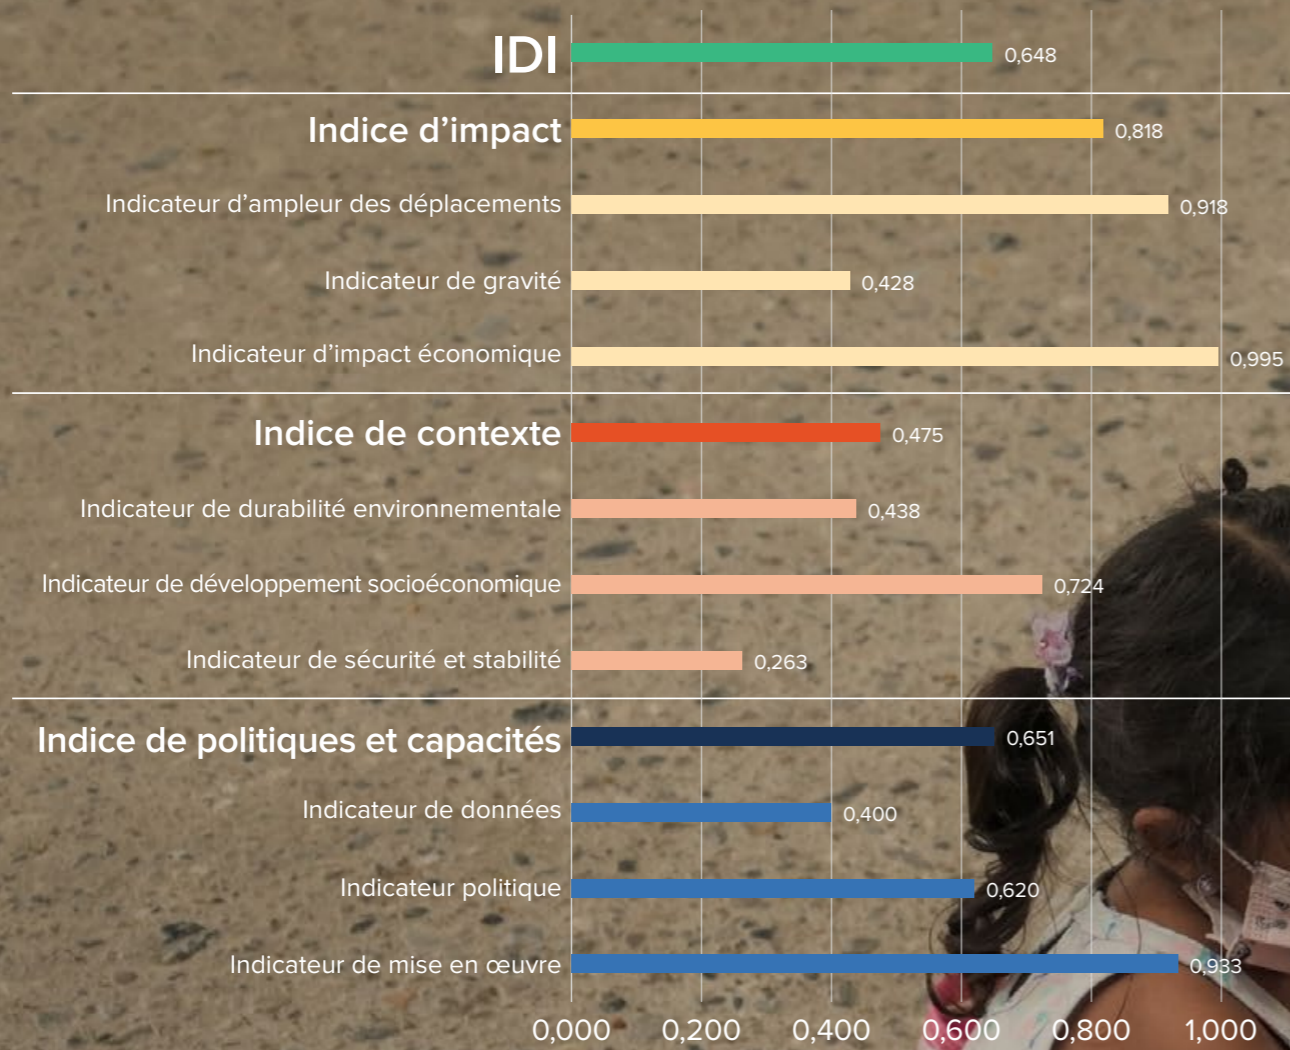 IDI 0,648
Indice d’impact 0,818
Indicateur d’ampleur des déplacements 0,918
Indicateur de gravité 0,428
Indicateur d’impact économique 0,995
Indice de contexte 0,475
Indicateur de durabilité environnementale 0,438
Indicateur de développement socioéconomique 0,724
Indicateur de sécurité et stabilité 0,263
Indice de politiques et capacités 0,651
Indicateur de données 0,400
Indicateur politique 0,620
Indicateur de mise en œuvre 0,933
0,000 0,200 0,400 0,600 0,800 1,000